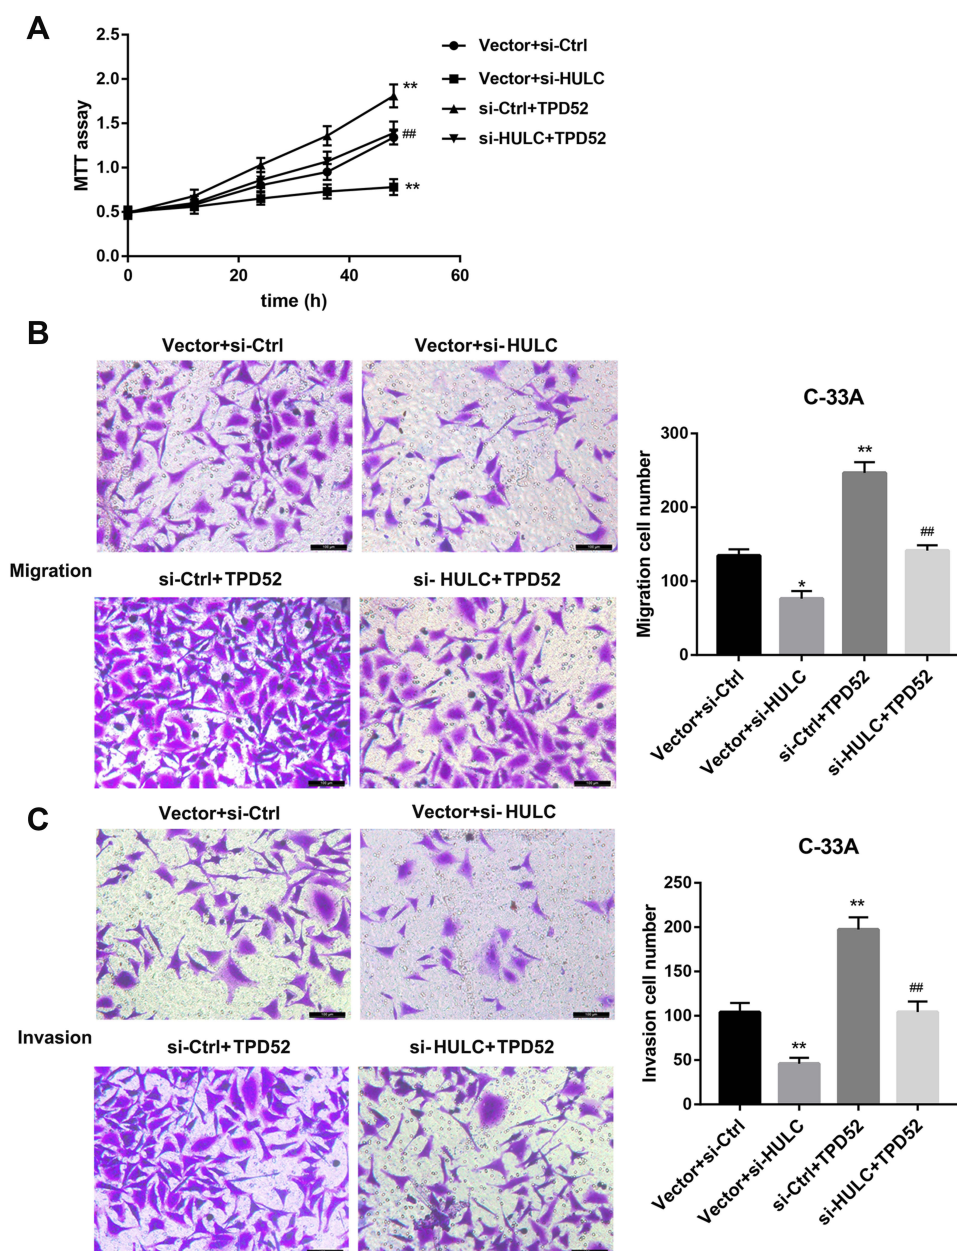 A
2.5
2.0
1.5
1.0
0.5
0.0
MTT assay
0 20 40 60
time (h)
**
##
**
Vector+si-Ctrl
Vector+si-HULC
si-Ctrl+TPD52
si-HULC+TPD52
B
Vector+si-Ctrl Vector+si-HULC
Migration
si-Ctrl+TPD52 si-HULC+TPD52
C-33A
300
200
100
0
Migration cell number
*
**
##
Vector+si-Ctrl
Vector+si-HULC
si-Ctrl+TPD52
si-HULC+TPD52
C
Vector+si-Ctrl Vector+si-HULC
Invasion
si-Ctrl+TPD52 si-HULC+TPD52
C-33A
250
200
150
100
50
0
Invasion cell number
**
**
##
Vector+si-Ctrl
Vector+si-HULC
si-Ctrl+TPD52
si-HULC+TPD52